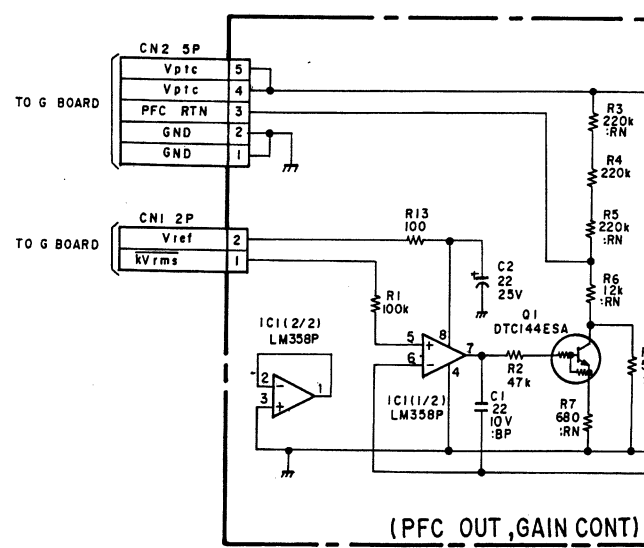 CN2 5P
Vptc 5
Vptc 4
PFC RTN 3
GND 2
GND 1
TO G BOARD
CN1 2P
Vref 2
kVrms 1
TO G BOARD
R13
100
C2
22
25V
R1
100k
R3
220k
:RN
R4
220k
R5
220k
:RN
R6
12k
:RN
Q1
DTC144ESA
IC1(2/2)
LM358P
2
3
1
5
6
8
7
4
IC1(1/2)
LM358P
R2
47k
C1
22
10V
:BP
R7
680
:RN
(PFC OUT,GAIN CONT)